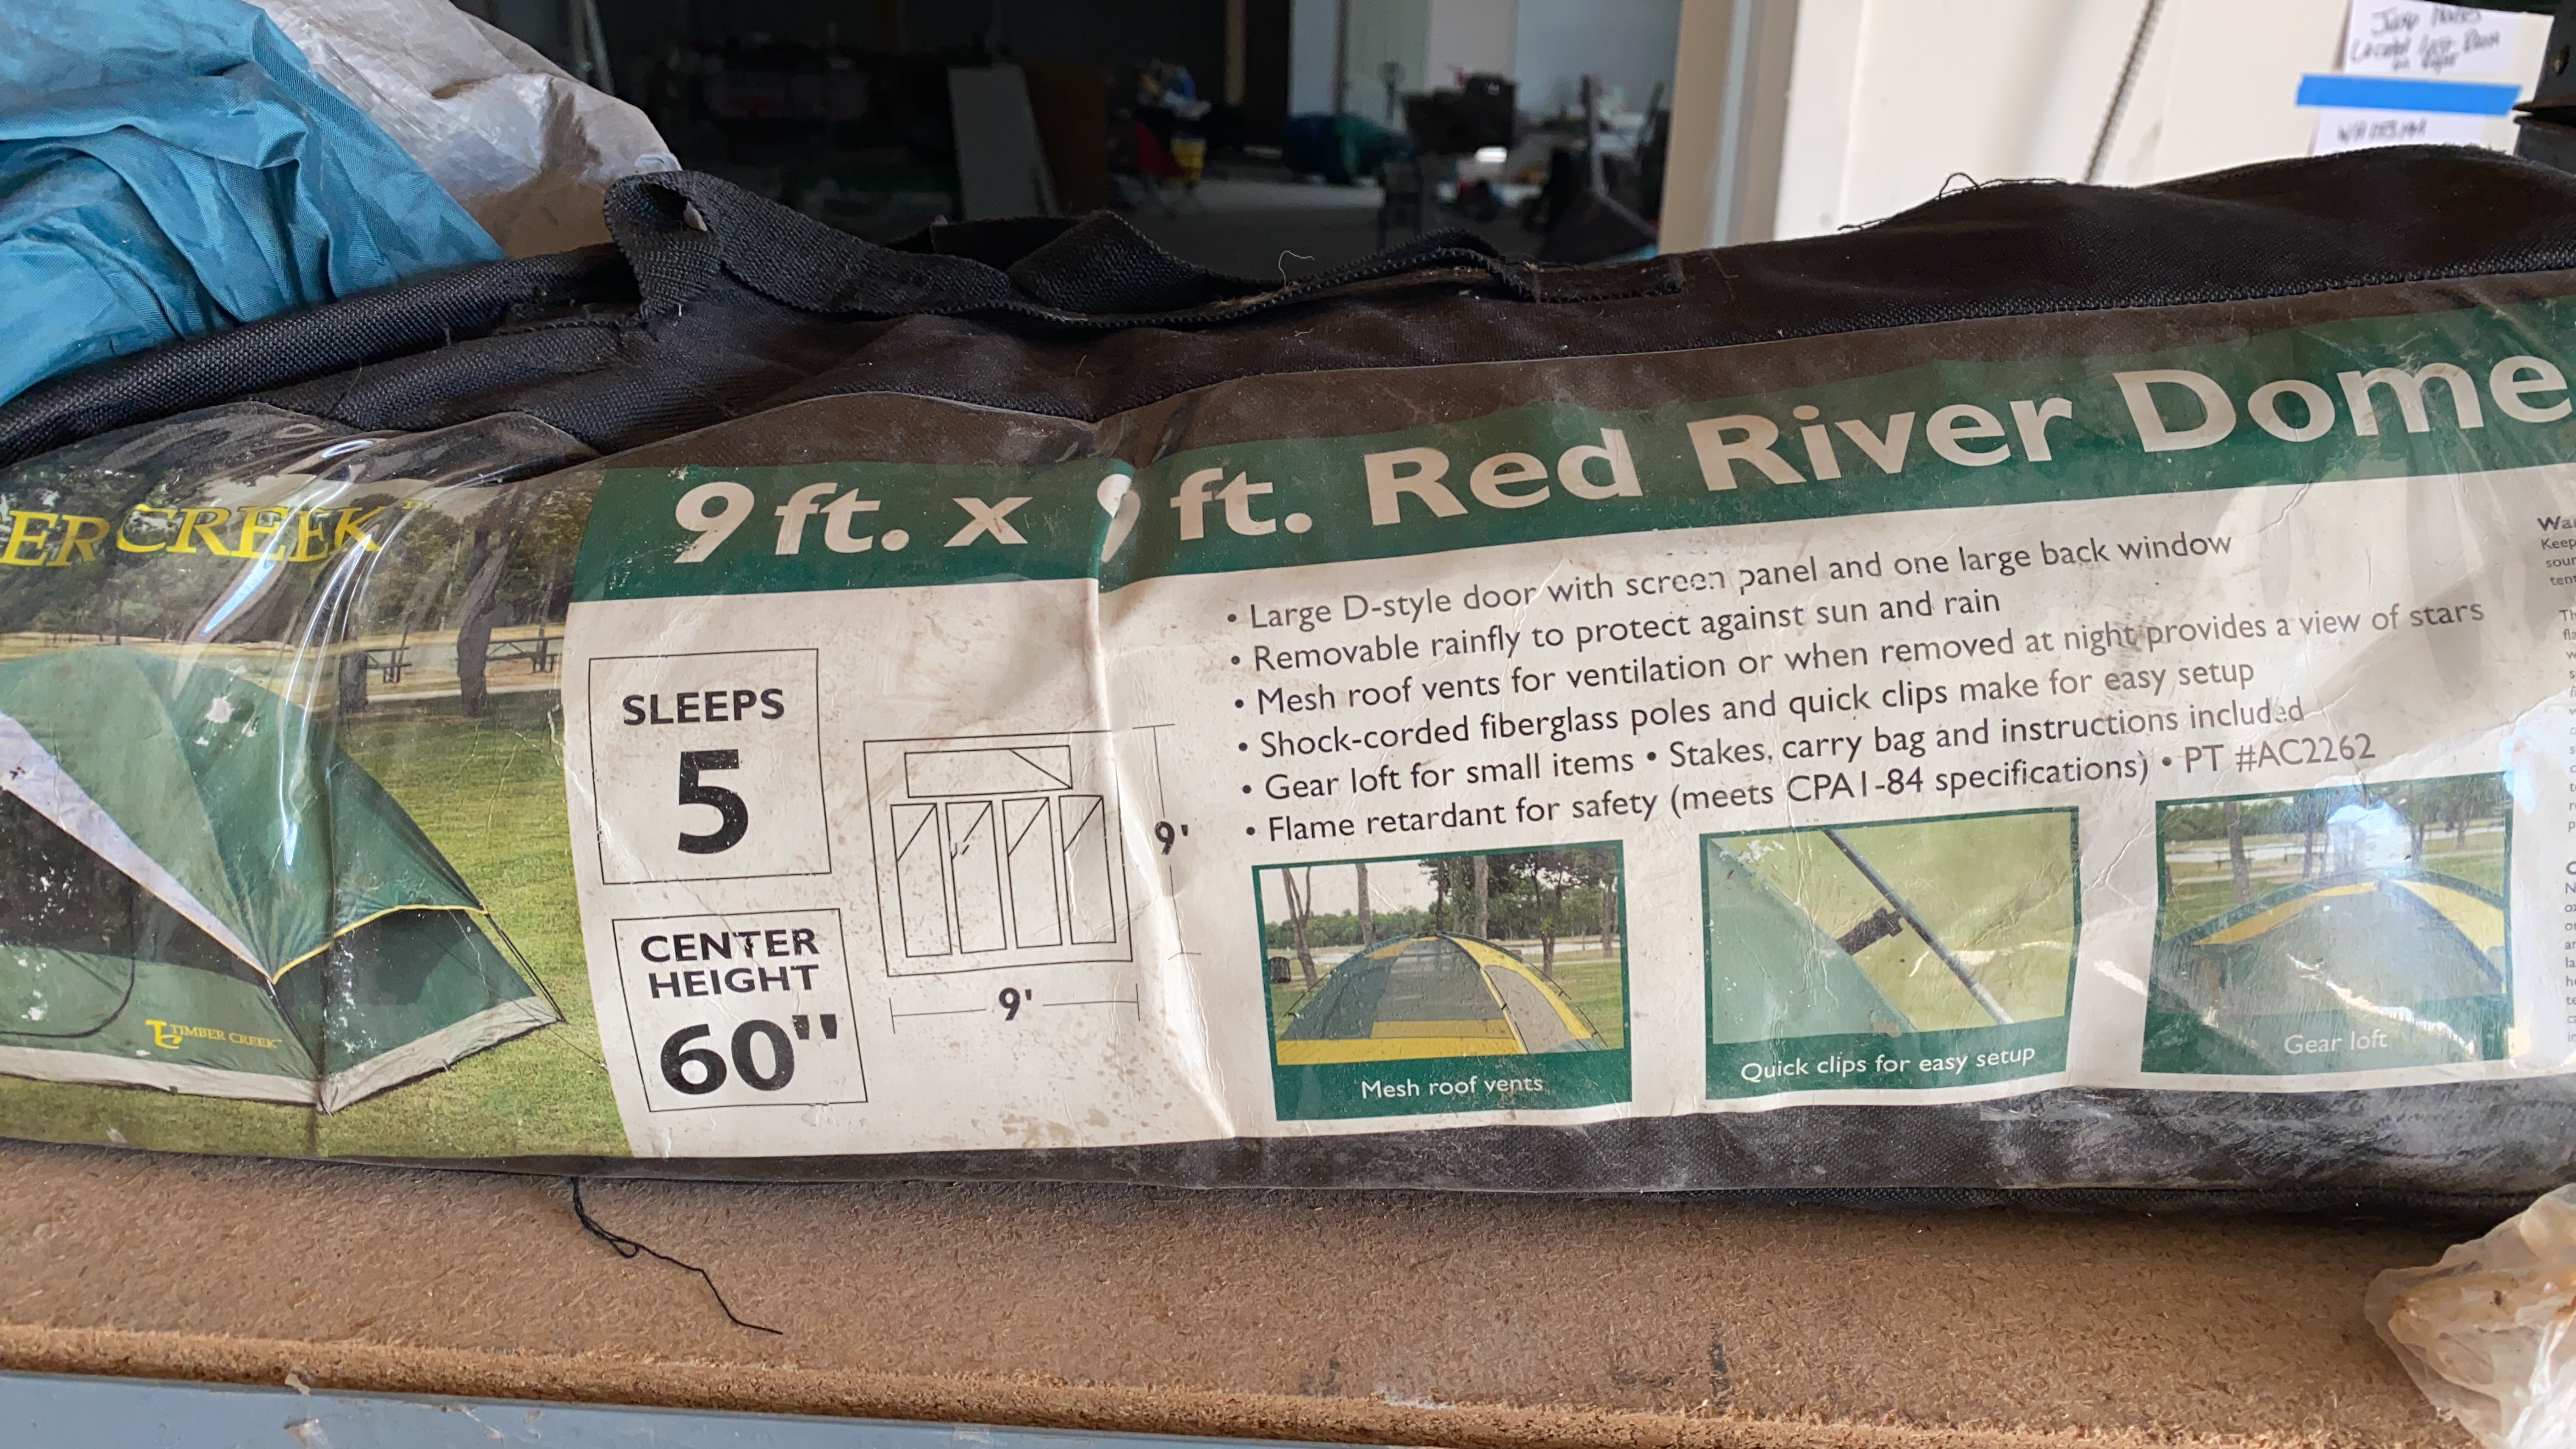 ER CREEK™
9 ft. x 9 ft. Red River Dome
SLEEPS
5
CENTER
HEIGHT
60"
9'
9'
• Large D-style door with screen panel and one large back window
• Removable rainfly to protect against sun and rain
• Mesh roof vents for ventilation or when removed at night provides a view of stars
• Shock-corded fiberglass poles and quick clips make for easy setup
• Gear loft for small items • Stakes, carry bag and instructions included
• Flame retardant for safety (meets CPA1-84 specifications) • PT #AC2262
Mesh roof vents
Quick clips for easy setup
Gear loft
TIMBER CREEK™
Keep